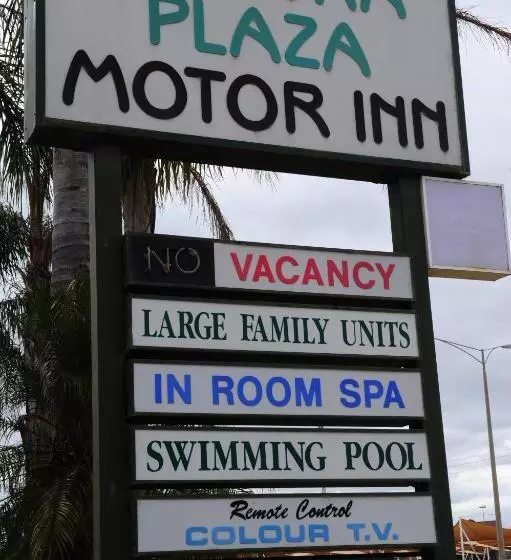 PLAZA
MOTOR INN
NO VACANCY
LARGE FAMILY UNITS
IN ROOM SPA
SWIMMING POOL
Remote Control
COLOUR T.V.